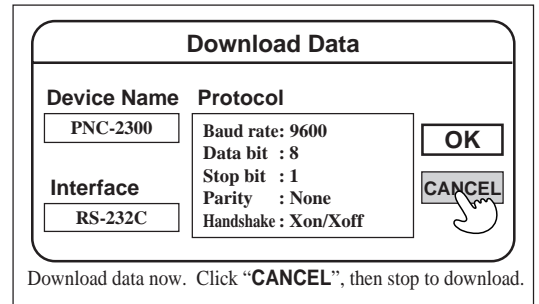 Download Data
Device Name
PNC-2300
Interface
RS-232C
Protocol
Baud rate: 9600
Data bit : 8
Stop bit : 1
Parity : None
Handshake : Xon/Xoff
OK
CANCEL
Download data now. Click “CANCEL”, then stop to download.